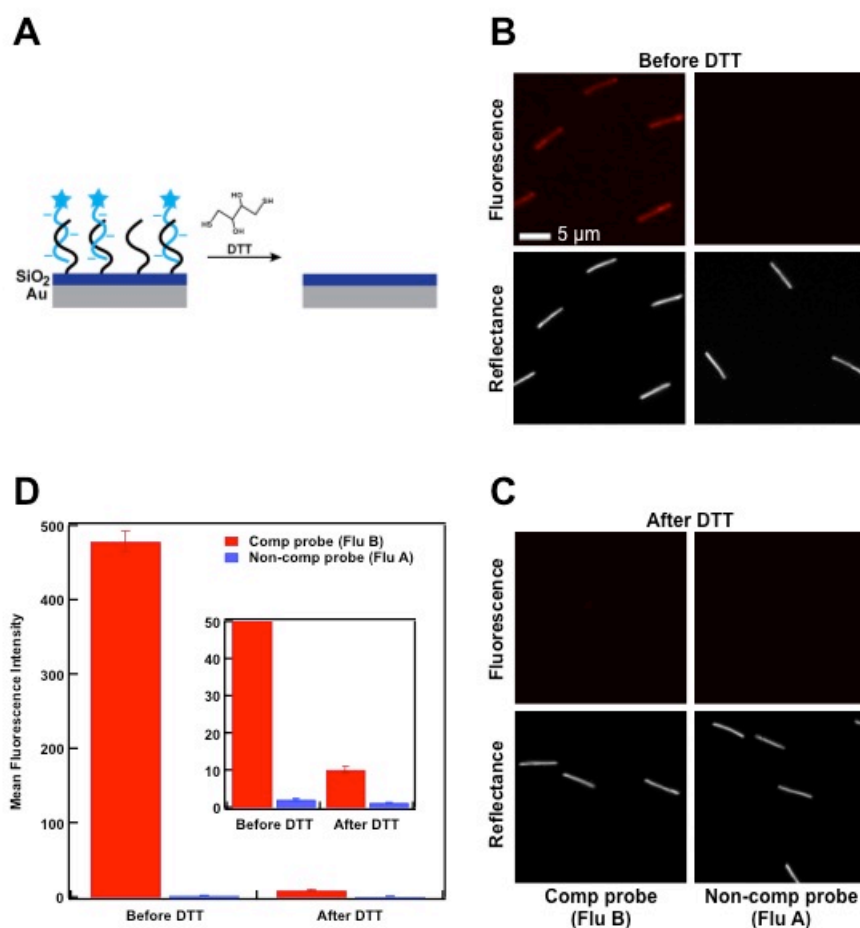 A
HO
SH
HS
OH
DTT
SiO2
Au
B
Before DTT
Fluorescence
5 μm
Reflectance
D
500
400
300
200
100
0
Mean Fluorescence Intensity
Comp probe (Flu B)
Non-comp probe (Flu A)
50
40
30
20
10
0
Before DTT After DTT
Before DTT After DTT
C
After DTT
Fluorescence
Reflectance
Comp probe
(Flu B)
Non-comp probe
(Flu A)